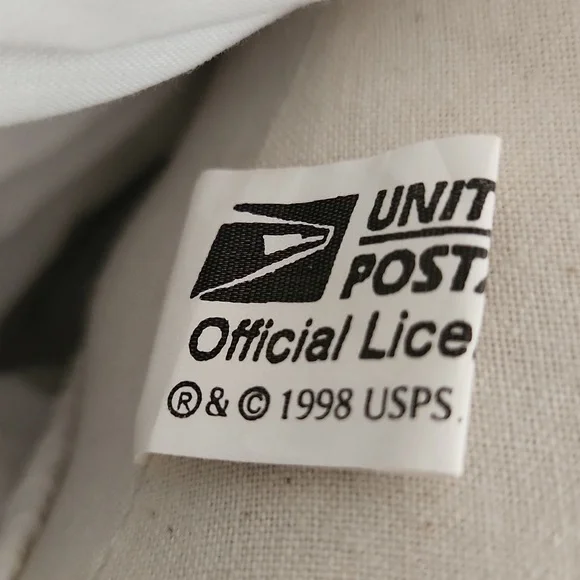 UNIT
POST
Official Lice
® & © 1998 USPS